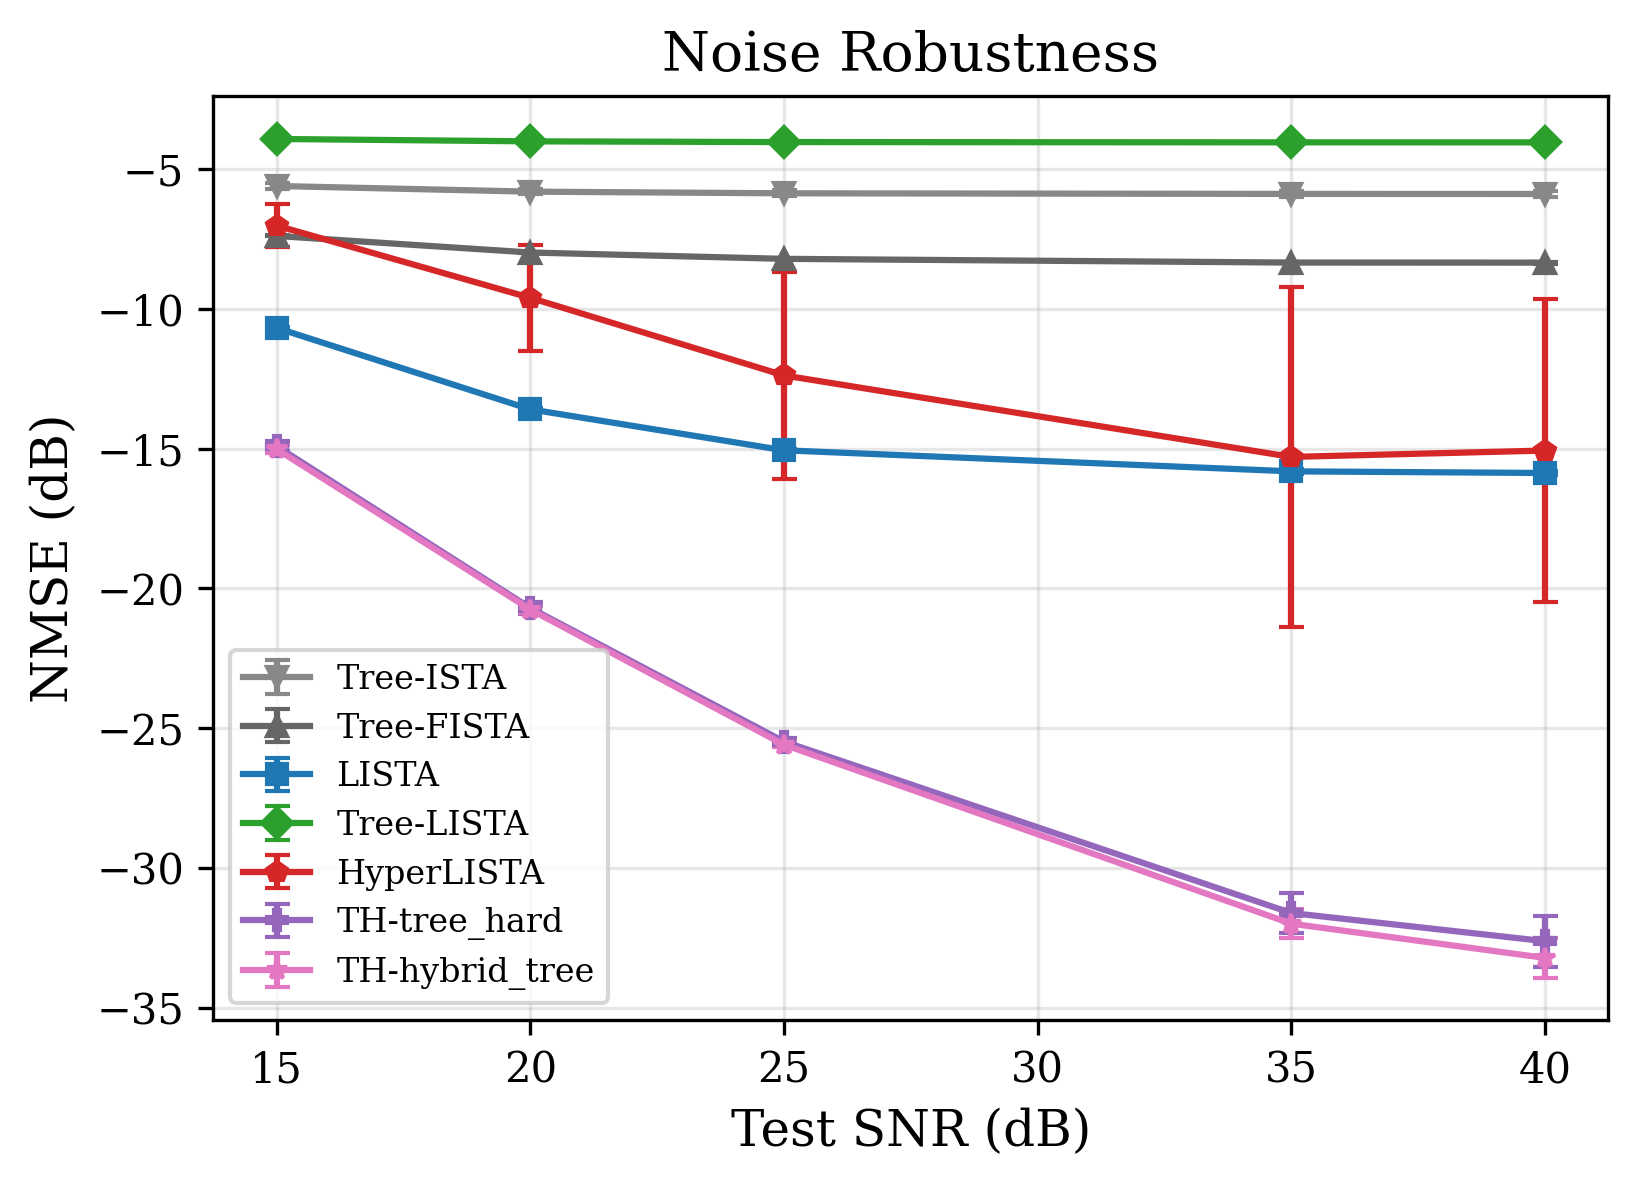 Noise Robustness
NMSE (dB)
−5
−10
−15
−20
−25
−30
−35
Tree-ISTA
Tree-FISTA
LISTA
Tree-LISTA
HyperLISTA
TH-tree_hard
TH-hybrid_tree
15 20 25 30 35 40
Test SNR (dB)